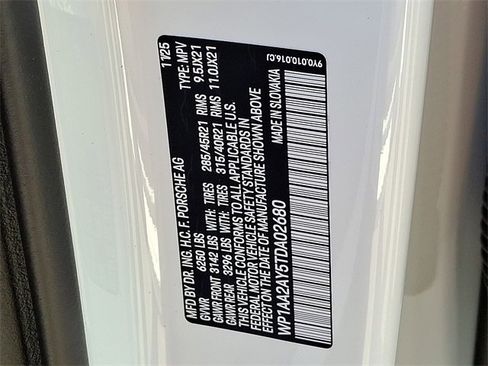 MFD BY DR. ING. H.C. F. PORSCHE AG 11/25
GVWR 6260 LBS TYPE: MPV
GAWR FRONT 3142 LBS WITH: TIRES 285/45R21 RIMS 9.5JX21
GAWR REAR 3296 LBS WITH: TIRES 315/40R21 RIMS 11.0JX21
THIS VEHICLE CONFORMS TO ALL APPLICABLE U.S.
FEDERAL MOTOR VEHICLE SAFETY STANDARDS IN
EFFECT ON THE DATE OF MANUFACTURE SHOWN ABOVE
WP1AA2AY5TDA02680 MADE IN SLOVAKIA
9Y0.010.016.CJ